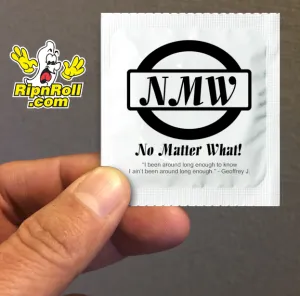 RipnRoll
.com
NMW
No Matter What!
"I been around long enough to know
I ain't been around long enough." - Geoffrey J.